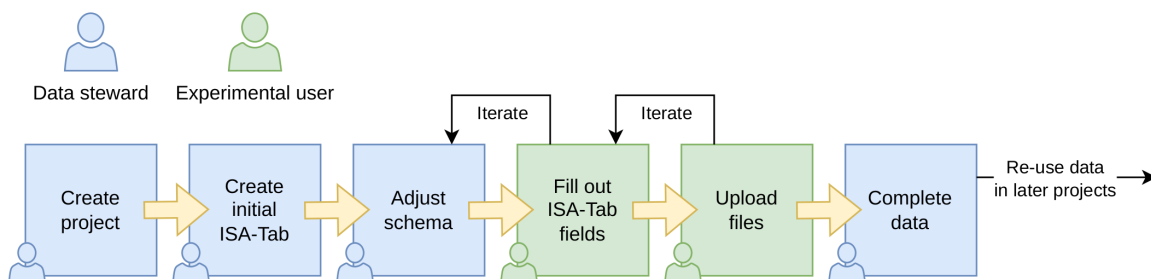 Data steward
Experimental user
Iterate
Iterate
Create
project
Create
initial
ISA-Tab
Adjust
schema
Fill out
ISA-Tab
fields
Upload
files
Complete
data
Re-use data
in later projects